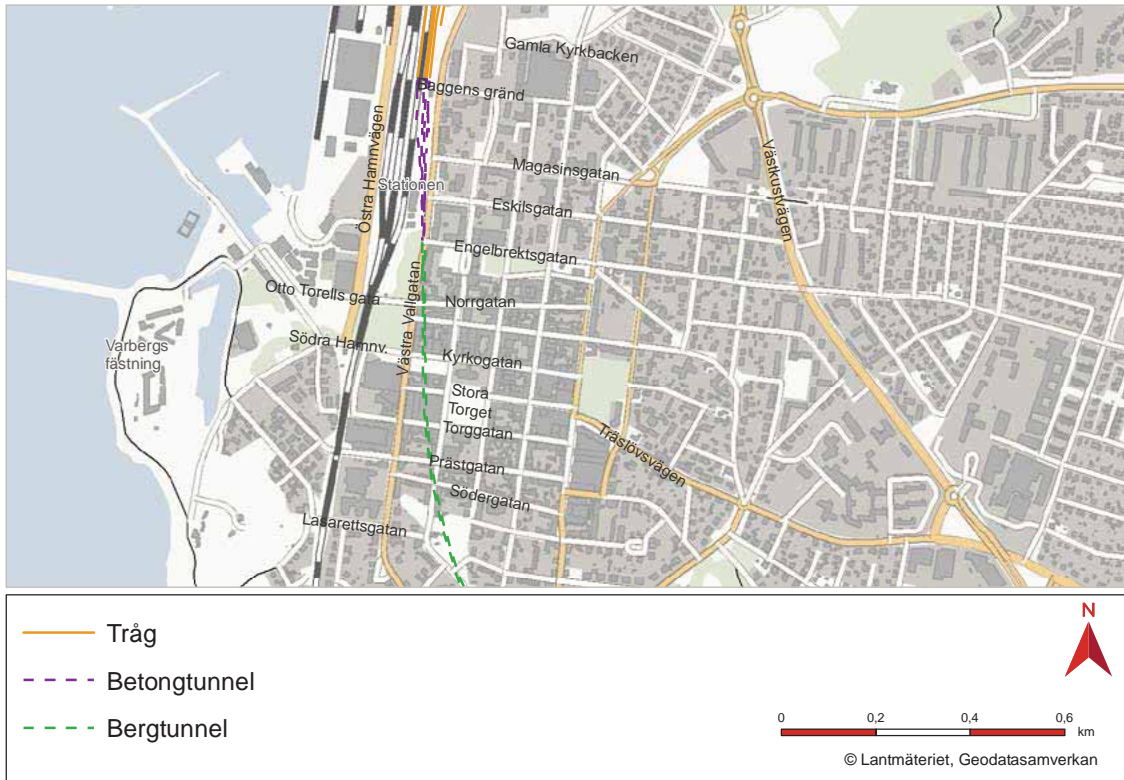 Gamla Kyrkbacken
Baggens gränd
Östra Hamnvägen
Stationen
Magasinsgatan
Västkustvägen
Eskilsgatan
Engelbrektsgatan
Västra Vallgatan
Otto Torells gata
Norrgatan
Södra Hamnv.
Kyrkogatan
Varbergs
fästning
Stora
Torget
Torggatan
Träslövsvägen
Prästgatan
Södergatan
Lasarettsgatan
Tråg
Betongtunnel
Bergtunnel
N
0 0,2 0,4 0,6
km
© Lantmäteriet, Geodatasamverkan